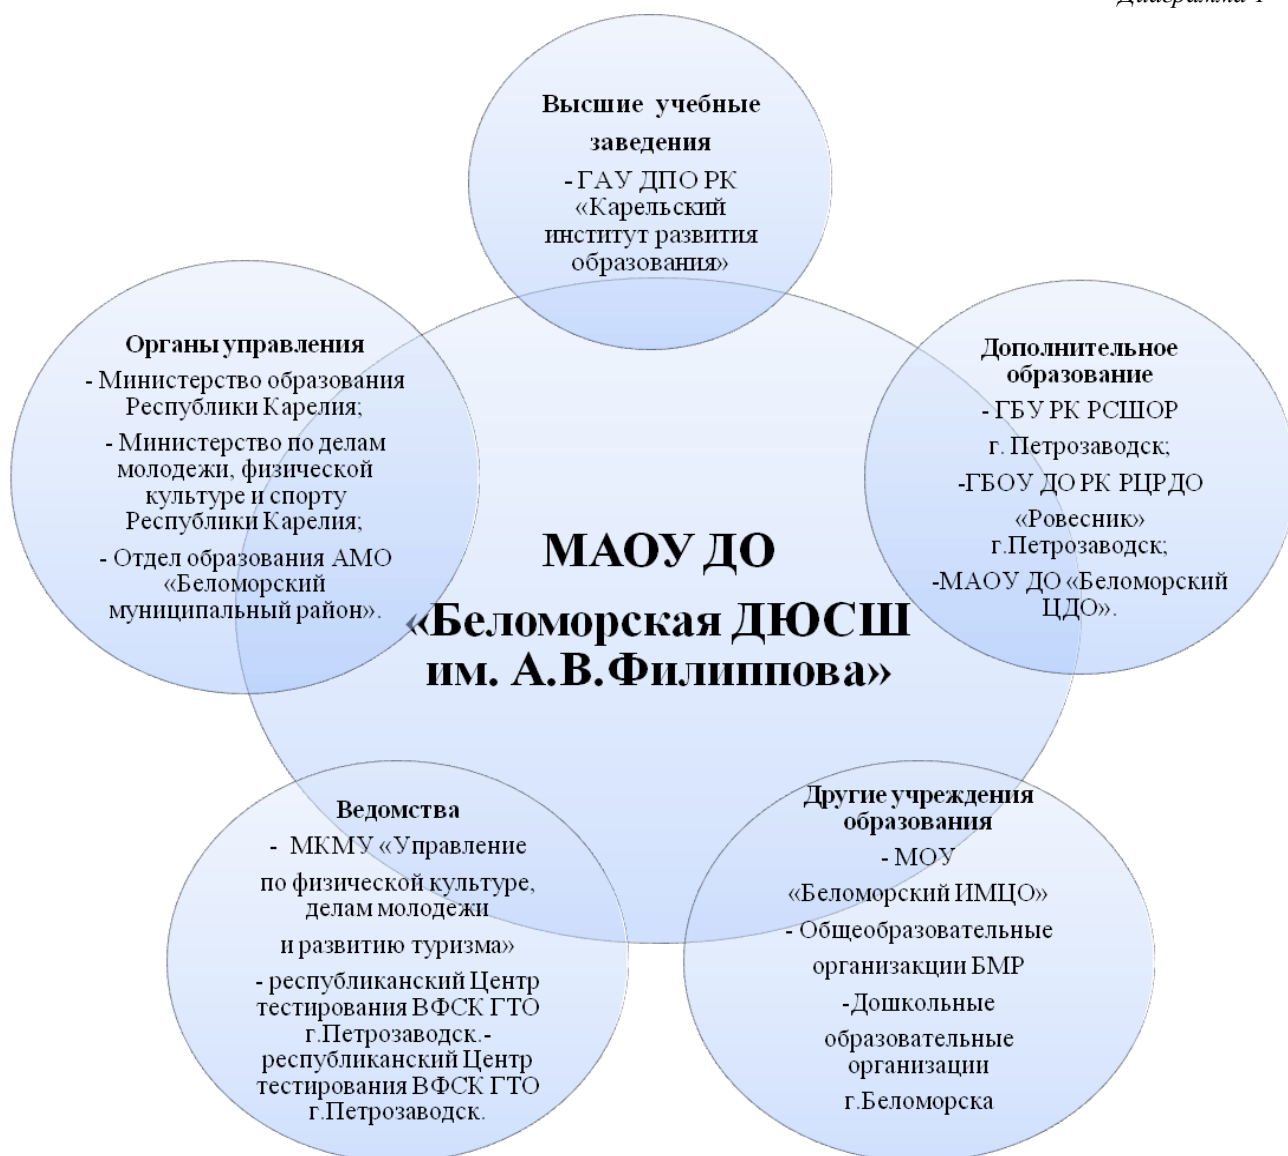 Диаграмма 1
Высшие учебные
заведения
- ГАУ ДПО РК
«Карельский
институт развития
образования»
Органы управления
- Министерство образования
Республики Карелия;
- Министерство по делам
молодежи, физической
культуре и спорту
Республики Карелия;
- Отдел образования АМО
«Беломорский
муниципальный район».
Дополнительное
образование
- ГБУ РК РСШОР
г. Петрозаводск;
-ГБОУ ДО РК РЦРДО
«Ровесник»
г.Петрозаводск;
-МАОУ ДО «Беломорский
ЦДО».
МАОУ ДО
«Беломорская ДЮСШ
им. А.В.Филиппова»
Ведомства
- МКМУ «Управление
по физической культуре,
делам молодежи
и развитию туризма»
- республиканский Центр
тестирования ВФСК ГТО
г.Петрозаводск.-
республиканский Центр
тестирования ВФСК ГТО
г.Петрозаводск.
Другие учреждения
образования
- МОУ
«Беломорский ИМЦО»
- Общеобразовательные
организакции БМР
-Дошкольные
образовательные
организации
г.Беломорска